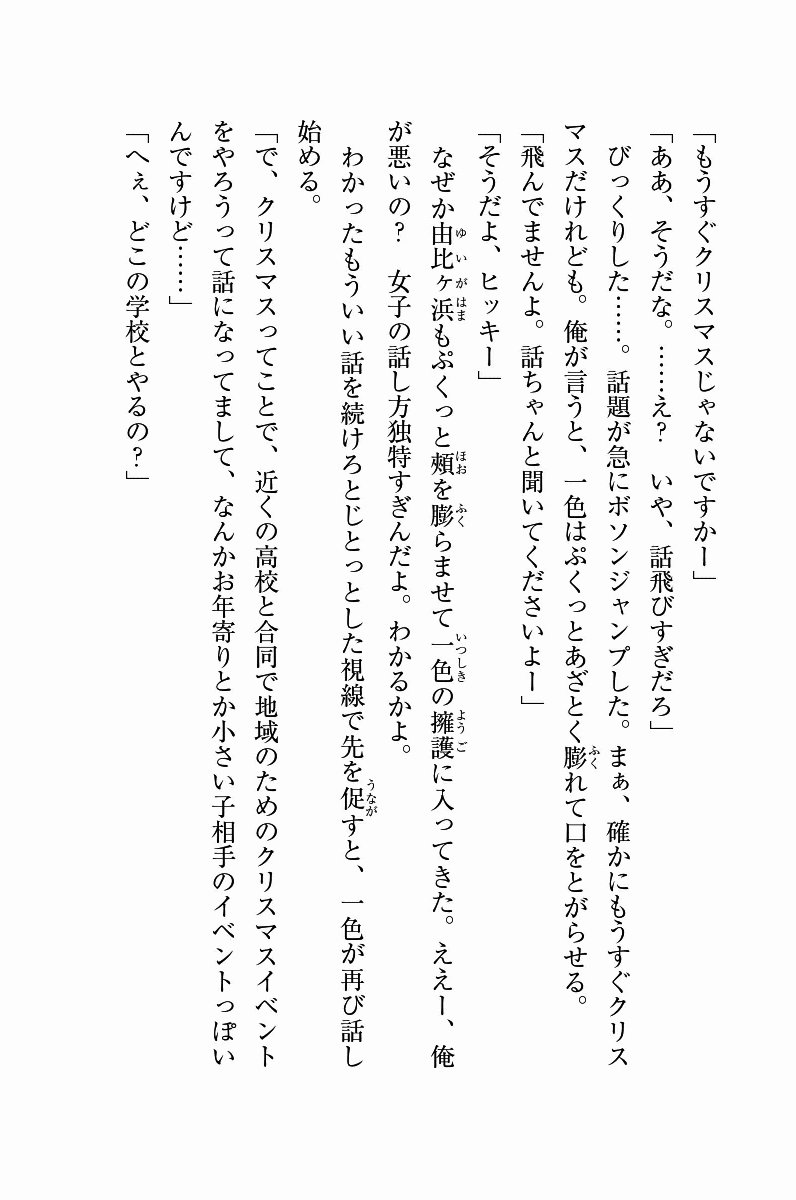 「もうすぐクリスマスじゃないですかー」
「ああ、そうだな。……え？　いや、話飛びすぎだろ」
　びっくりした……。話題が急にボソンジャンプした。まぁ、確かにもうすぐクリス
マスだけれども。俺が言うと、一色はぷくっとあざとく膨れて口をとがらせる。
「飛んでませんよ。話ちゃんと聞いてくださいよー」
「そうだよ、ヒッキー」
　なぜか由比ヶ浜もぷくっと頰を膨らませて一色の擁護に入ってきた。ええー、俺
が悪いの？　女子の話し方独特すぎんだよ。わかるかよ。
　わかったもういい話を続けろとじとっとした視線で先を促すと、一色が再び話し
始める。
「で、クリスマスってことで、近くの高校と合同で地域のためのクリスマスイベント
をやろうって話になってまして、なんかお年寄りとか小さい子相手のイベントっぽい
んですけど……」
「へぇ、どこの学校とやるの？」